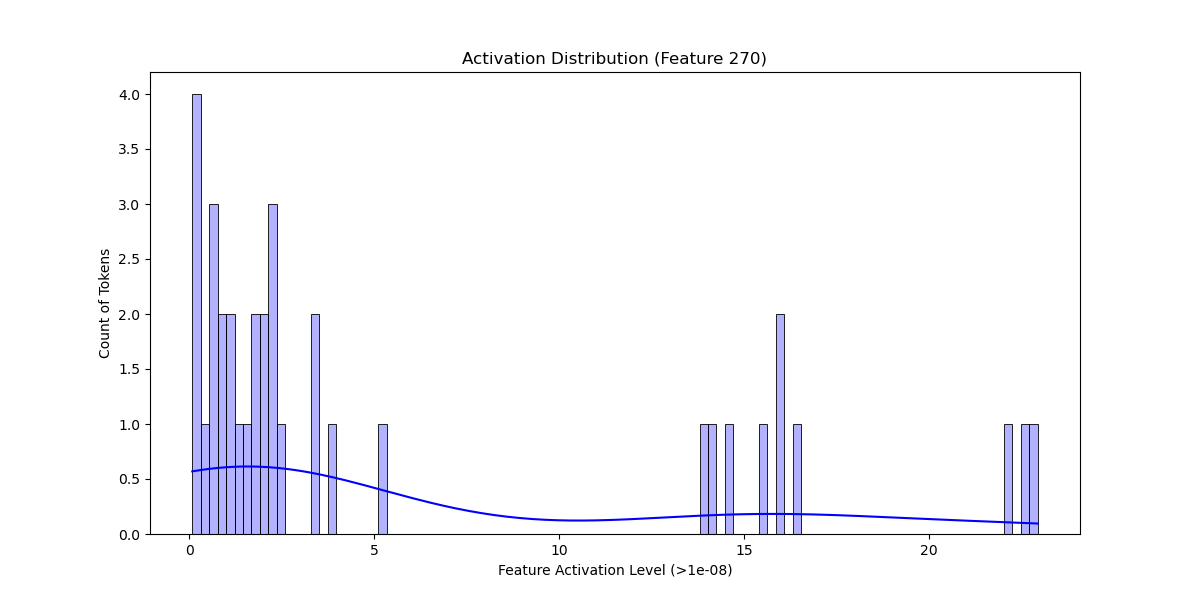 Activation Distribution (Feature 270)
4.0
3.5
3.0
2.5
2.0
1.5
1.0
0.5
0.0
Count of Tokens
0 5 10 15 20
Feature Activation Level (>1e-08)